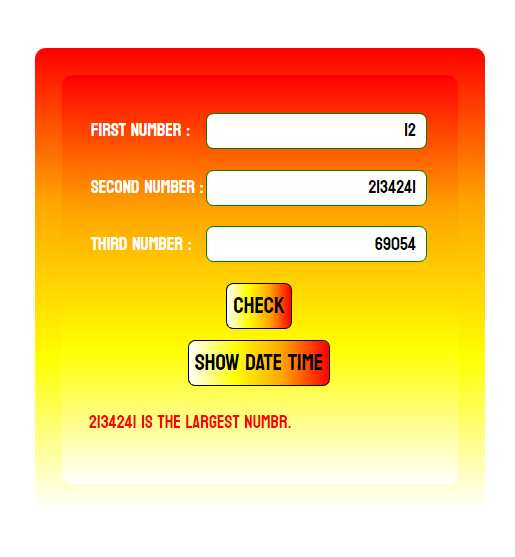 FIRST NUMBER : 12
SECOND NUMBER : 2134241
THIRD NUMBER : 69054
CHECK
SHOW DATE TIME
2134241 IS THE LARGEST NUMBR.